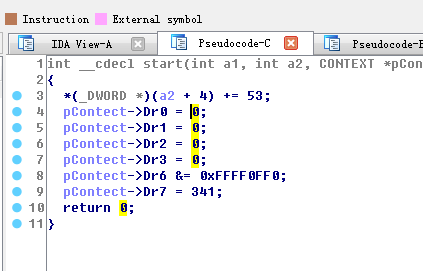 Instruction External symbol
IDA View-A Pseudocode-C Pseudocode-
1 int __cdecl start(int a1, int a2, CONTEXT *pCon
2 {
3 *(_DWORD *)(a2 + 4) += 53;
4 pContect->Dr0 = 0;
5 pContect->Dr1 = 0;
6 pContect->Dr2 = 0;
7 pContect->Dr3 = 0;
8 pContect->Dr6 &= 0xFFFF0FF0;
9 pContect->Dr7 = 341;
10 return 0;
11 }